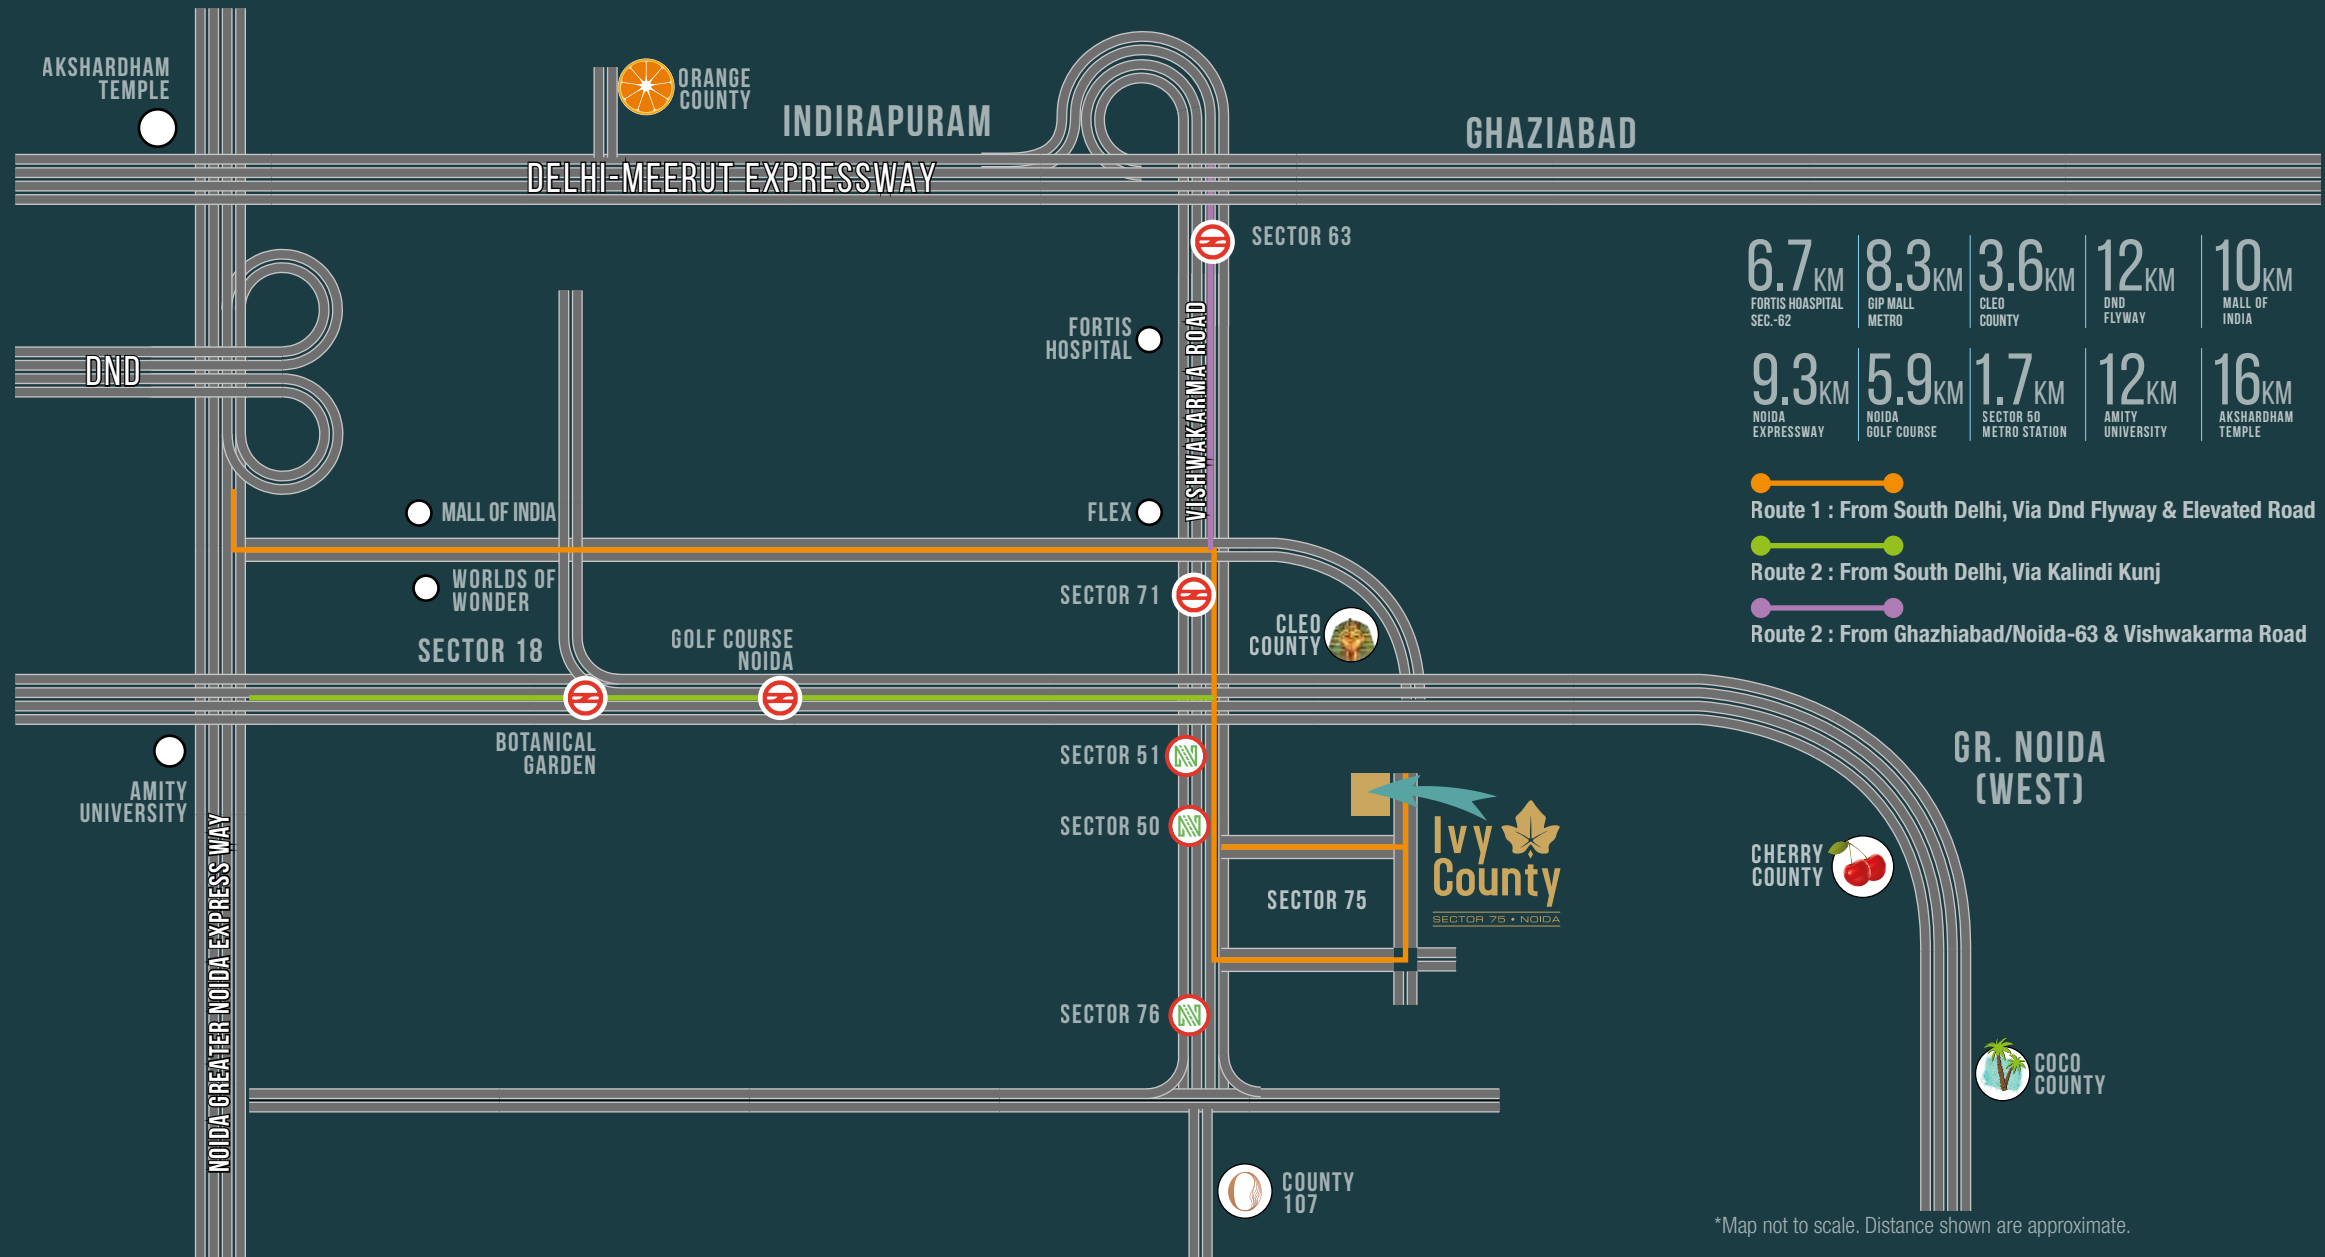 AKSHARDHAM
TEMPLE
ORANGE
COUNTY
INDIRAPURAM
GHAZIABAD
DELHI-MEERUT EXPRESSWAY
SECTOR 63
6.7KM
FORTIS HOASPITAL
SEC.-62
8.3KM
GIP MALL
METRO
3.6KM
CLEO
COUNTY
12KM
DND
FLYWAY
10KM
MALL OF
INDIA
9.3KM
NOIDA
EXPRESSWAY
5.9KM
NOIDA
GOLF COURSE
1.7KM
SECTOR 50
METRO STATION
12KM
AMITY
UNIVERSITY
16KM
AKSHARDHAM
TEMPLE
FORTIS
HOSPITAL
VISHWAKARMA ROAD
DND
Route 1 : From South Delhi, Via Dnd Flyway & Elevated Road
Route 2 : From South Delhi, Via Kalindi Kunj
Route 2 : From Ghazhiabad/Noida-63 & Vishwakarma Road
MALL OF INDIA
FLEX
WORLDS OF
WONDER
SECTOR 71
CLEO
COUNTY
SECTOR 18
GOLF COURSE
NOIDA
BOTANICAL
GARDEN
SECTOR 51
GR. NOIDA
(WEST)
AMITY
UNIVERSITY
SECTOR 50
Ivy
County
SECTOR 75 • NOIDA
CHERRY
COUNTY
SECTOR 75
NOIDA GREATER NOIDA EXPRESS WAY
SECTOR 76
COCO
COUNTY
COUNTY
107
*Map not to scale. Distance shown are approximate.